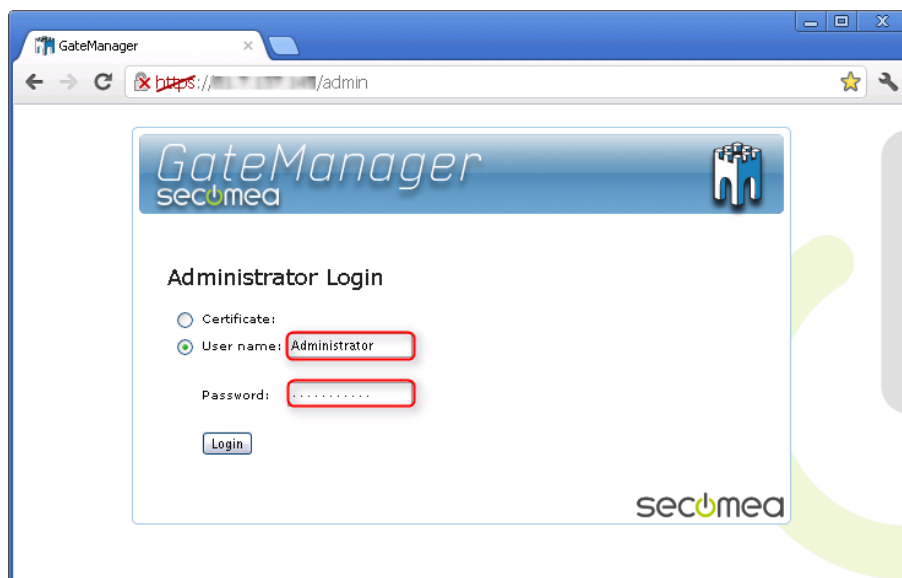 GateManager
https://
/admin
GateManager
secomea
Administrator Login
Certificate:
User name: Administrator
Password: ...........
Login
secomea